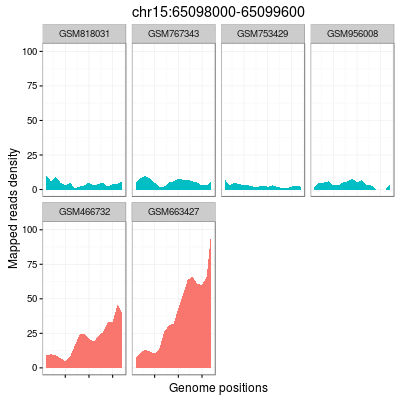 chr15:65098000-65099600
GSM818031 GSM767343 GSM753429 GSM956008
100
75
50
25
0
GSM466732 GSM663427
100
75
50
25
0
Mapped reads density
Genome positions